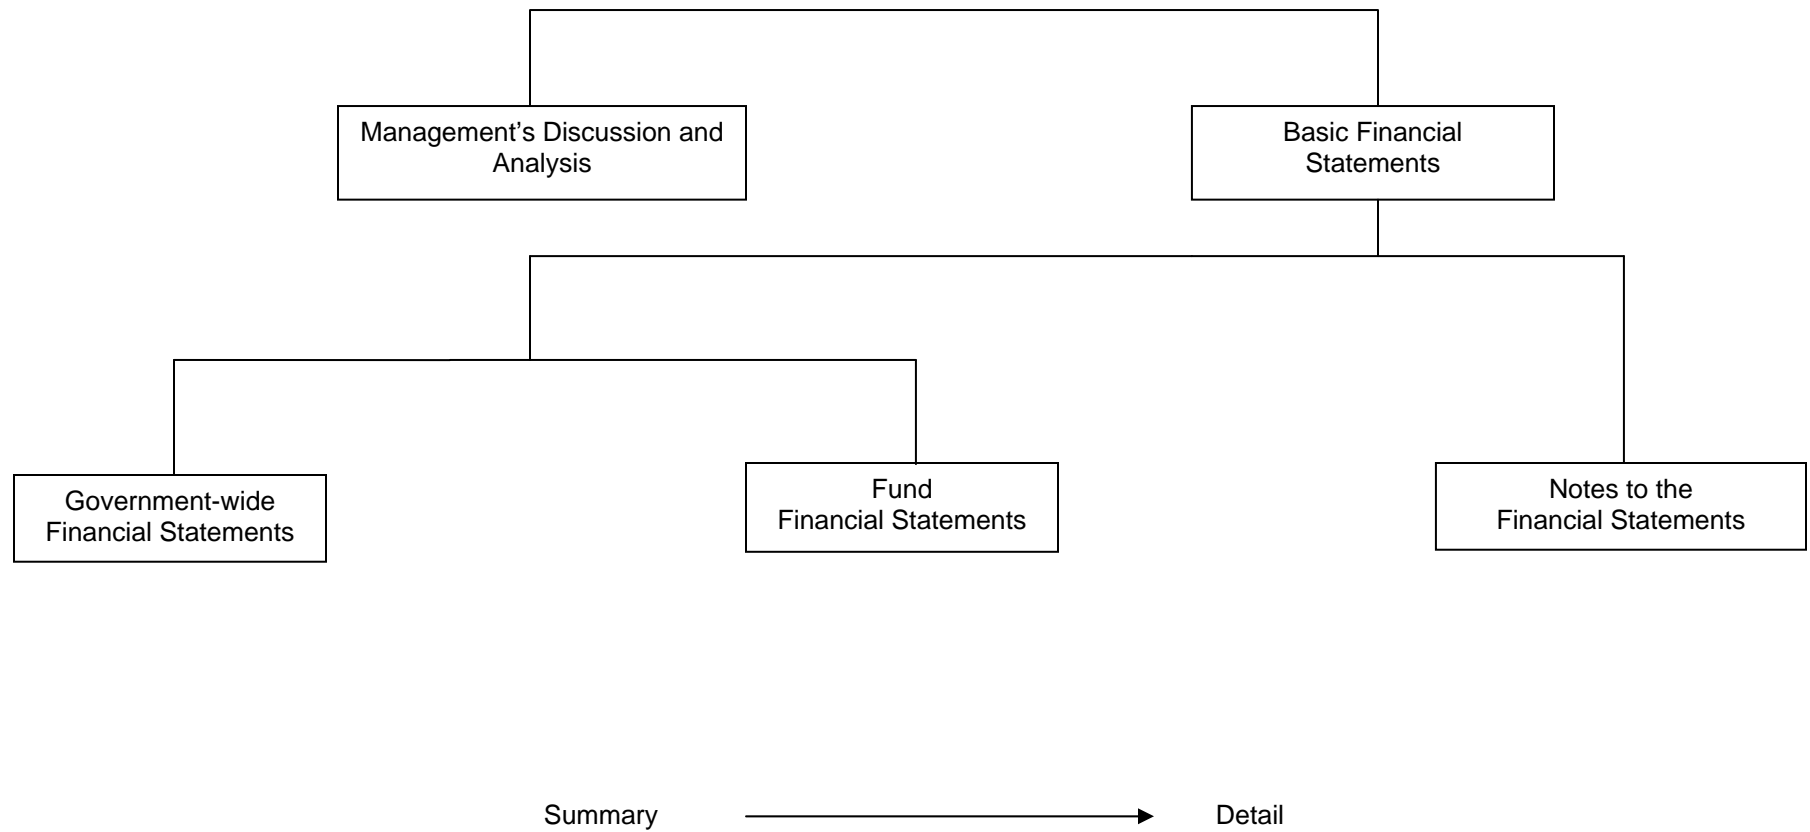 Management’s Discussion and
Analysis
Basic Financial
Statements
Government-wide
Financial Statements
Fund
Financial Statements
Notes to the
Financial Statements
Summary
Detail